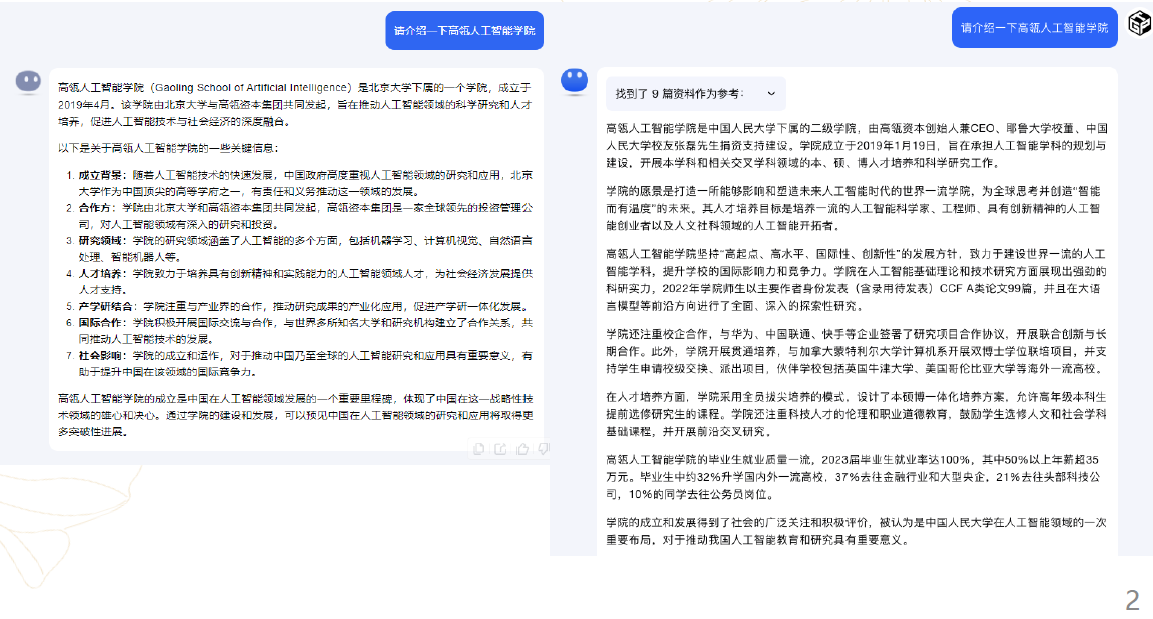 请介绍一下高瓴人工智能学院
高瓴人工智能学院（Gaoling School of Artificial Intelligence）是北京大学下属的一个学院，成立于
2019年4月。该学院由北京大学与高瓴资本集团共同发起，旨在推动人工智能领域的科学研究和人才
培养，促进人工智能技术与社会经济的深度融合。
以下是关于高瓴人工智能学院的一些关键信息：
1. 成立背景：随着人工智能技术的快速发展，中国政府高度重视人工智能领域的研究和应用，北京
大学作为中国顶尖的高等学府之一，有责任和义务推动这一领域的发展。
2. 合作方：学院由北京大学和高瓴资本集团共同发起，高瓴资本集团是一家全球领先的投资管理公
司，对人工智能领域有深入的研究和投资。
3. 研究领域：学院的研究领域涵盖了人工智能的多个方面，包括机器学习、计算机视觉、自然语言
处理、智能机器人等。
4. 人才培养：学院致力于培养具有创新精神和实践能力的人工智能领域人才，为社会经济发展提供
人才支持。
5. 产学研结合：学院注重与产业界的合作，推动研究成果的产业化应用，促进产学研一体化发展。
6. 国际合作：学院积极开展国际交流与合作，与世界多所知名大学和研究机构建立了合作关系，共
同推动人工智能技术的发展。
7. 社会影响：学院的成立和运作，对于推动中国乃至全球的人工智能研究和应用具有重要意义，有
助于提升中国在该领域的国际竞争力。
高瓴人工智能学院的成立是中国在人工智能领域发展的一个重要里程碑，体现了中国在这一战略性技
术领域的雄心和决心。通过学院的建设和发展，可以预见中国在人工智能领域的研究和应用将取得更
多突破性进展。
请介绍一下高瓴人工智能学院
找到了 9 篇资料作为参考：
高瓴人工智能学院是中国人民大学下属的二级学院，由高瓴资本创始人兼CEO、耶鲁大学校董、中国
人民大学校友张磊先生捐资支持建设。学院成立于2019年1月19日，旨在承担人工智能学科的规划与
建设，开展本学科和相关交叉学科领域的本、硕、博人才培养和科学研究工作。
学院的愿景是打造一所能够影响和塑造未来人工智能时代的世界一流学院，为全球思考并创造“智能
而有温度”的未来。其人才培养目标是培养一流的人工智能科学家、工程师、具有创新精神的人工智
能创业者以及人文社科领域的人工智能开拓者。
高瓴人工智能学院坚持“高起点、高水平、国际性、创新性”的发展方针，致力于建设世界一流的人工
智能学科，提升学校的国际影响力和竞争力。学院在人工智能基础理论和技术研究方面展现出强劲的
科研实力，2022年学院师生以主要作者身份发表（含录用待发表）CCF A类论文99篇，并且在大语
言模型等前沿方向进行了全面、深入的探索性研究。
学院还注重校企合作，与华为、中国联通、快手等企业签署了研究项目合作协议，开展联合创新与长
期合作。此外，学院开展贯通培养，与加拿大蒙特利尔大学计算机系开展双博士学位联培项目，并支
持学生申请校级交换、派出项目，伙伴学校包括英国牛津大学、美国哥伦比亚大学等海外一流高校。
在人才培养方面，学院采用全员拔尖培养的模式，设计了本硕博一体化培养方案，允许高年级本科生
提前选修研究生的课程。学院还注重科技人才的伦理和职业道德教育，鼓励学生选修人文和社会学科
基础课程，并开展前沿交叉研究。
高瓴人工智能学院的毕业生就业质量一流，2023届毕业生就业率达100%，其中50%以上年薪超35
万元。毕业生中约32%升学国内外一流高校，37%去往金融行业和大型央企，21%去往头部科技公
司，10%的同学去往公务员岗位。
学院的成立和发展得到了社会的广泛关注和积极评价，被认为是中国人民大学在人工智能领域的一次
重要布局，对于推动我国人工智能教育和研究具有重要意义。
2